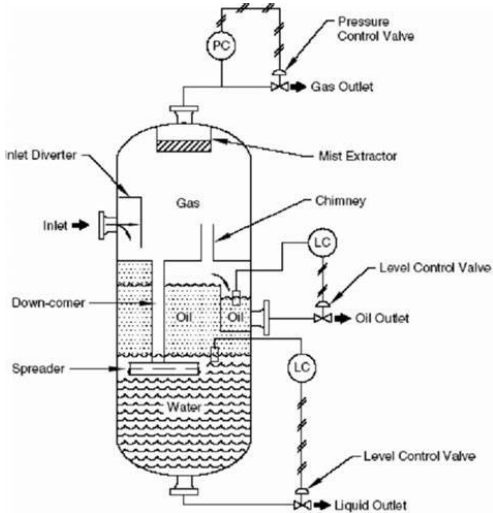 Pressure
Control Valve
PC
Gas Outlet
Mist Extractor
Inlet Diverter
Gas
Chimney
Inlet
LC
Level Control Valve
Down-comer
Oil
Oil
Oil Outlet
Spreader
LC
Water
Level Control Valve
Liquid Outlet